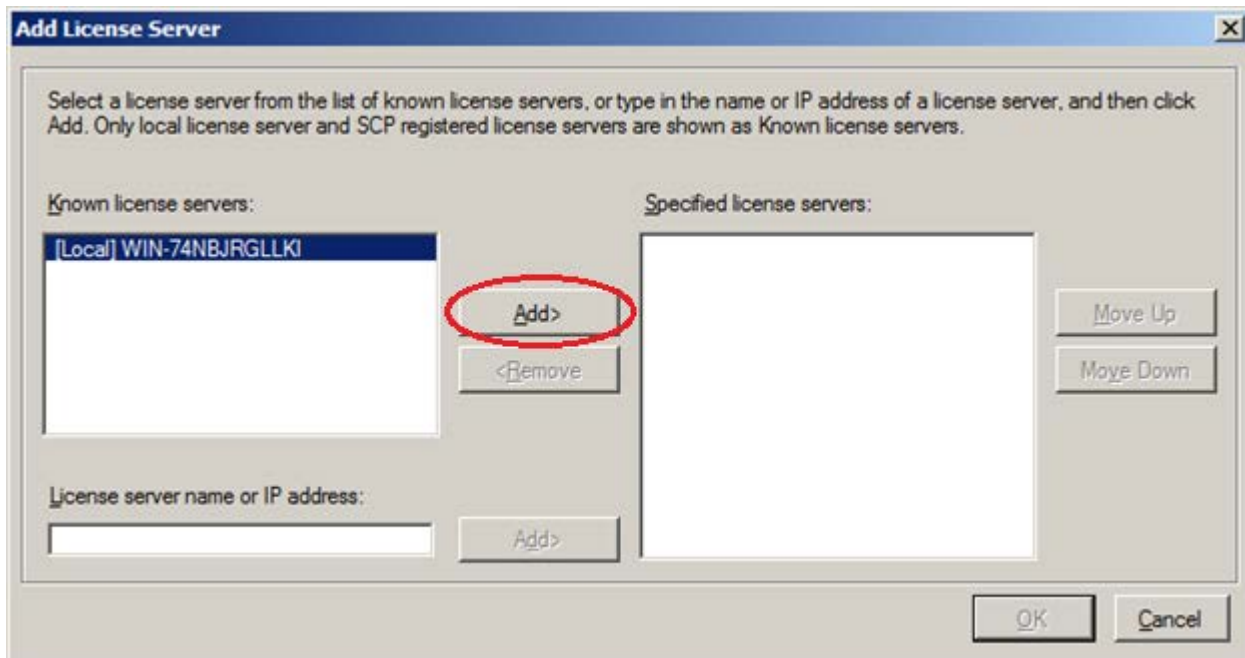 Add License Server
Select a license server from the list of known license servers, or type in the name or IP address of a license server, and then click
Add. Only local license server and SCP registered license servers are shown as Known license servers.
Known license servers:
Specified license servers:
[Local] WIN-74NBJRGLLKI
Add>
Move Up
<Remove
Move Down
License server name or IP address:
Add>
OK
Cancel